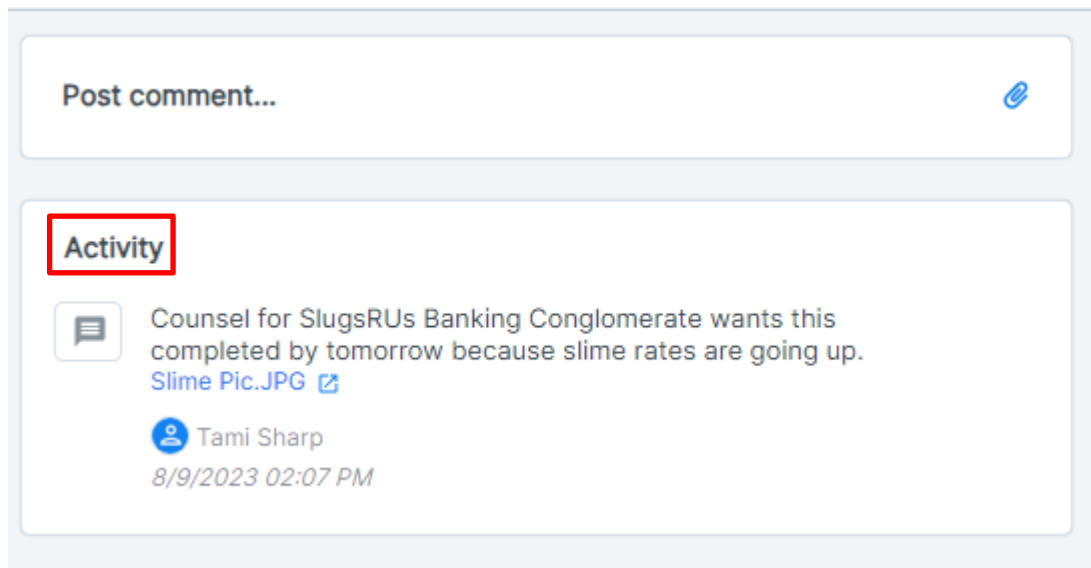 Post comment...
Activity
Counsel for SlugsRUs Banking Conglomerate wants this
completed by tomorrow because slime rates are going up.
Slime Pic.JPG
Tami Sharp
8/9/2023 02:07 PM